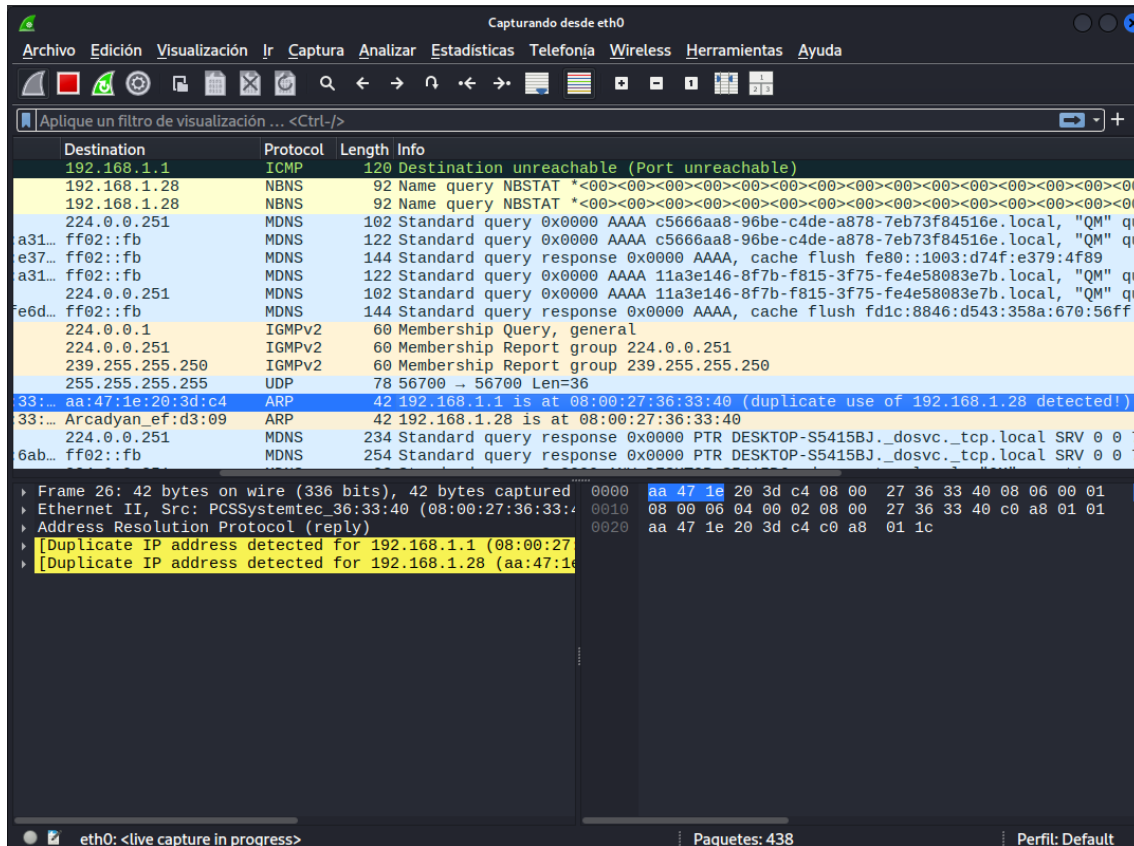 Capturando desde eth0
Archivo Edición Visualización Ir Captura Analizar Estadísticas Telefonía Wireless Herramientas Ayuda
Aplique un filtro de visualización … <Ctrl-/>
Destination Protocol Length Info
192.168.1.1 ICMP 120 Destination unreachable (Port unreachable)
192.168.1.28 NBNS 92 Name query NBSTAT *<00><00><00><00><00><00><00><00><00><00><00><00><00><0
192.168.1.28 NBNS 92 Name query NBSTAT *<00><00><00><00><00><00><00><00><00><00><00><00><00><0
224.0.0.251 MDNS 102 Standard query 0x0000 AAAA c5666aa8-96be-c4de-a878-7eb73f84516e.local, "QM" q
:a31… ff02::fb MDNS 122 Standard query 0x0000 AAAA c5666aa8-96be-c4de-a878-7eb73f84516e.local, "QM" q
:e37… ff02::fb MDNS 144 Standard query response 0x0000 AAAA, cache flush fe80::1003:d74f:e379:4f89
:a31… ff02::fb MDNS 122 Standard query 0x0000 AAAA 11a3e146-8f7b-f815-3f75-fe4e58083e7b.local, "QM" q
224.0.0.251 MDNS 102 Standard query 0x0000 AAAA 11a3e146-8f7b-f815-3f75-fe4e58083e7b.local, "QM" q
fe6d… ff02::fb MDNS 144 Standard query response 0x0000 AAAA, cache flush fd1c:8846:d543:358a:670:56ff
224.0.0.1 IGMPv2 60 Membership Query, general
224.0.0.251 IGMPv2 60 Membership Report group 224.0.0.251
239.255.255.250 IGMPv2 60 Membership Report group 239.255.255.250
255.255.255.255 UDP 78 56700 → 56700 Len=36
:33:… aa:47:1e:20:3d:c4 ARP 42 192.168.1.1 is at 08:00:27:36:33:40 (duplicate use of 192.168.1.28 detected!)
:33:… Arcadyan_ef:d3:09 ARP 42 192.168.1.28 is at 08:00:27:36:33:40
224.0.0.251 MDNS 234 Standard query response 0x0000 PTR DESKTOP-S5415BJ._dosvc._tcp.local SRV 0 0
:6ab… ff02::fb MDNS 254 Standard query response 0x0000 PTR DESKTOP-S5415BJ._dosvc._tcp.local SRV 0 0
Frame 26: 42 bytes on wire (336 bits), 42 bytes captured
Ethernet II, Src: PCSSystemtec_36:33:40 (08:00:27:36:33:4
Address Resolution Protocol (reply)
[Duplicate IP address detected for 192.168.1.1 (08:00:27:
[Duplicate IP address detected for 192.168.1.28 (aa:47:1e
0000 aa 47 1e 20 3d c4 08 00 27 36 33 40 08 06 00 01
0010 08 00 06 04 00 02 08 00 27 36 33 40 c0 a8 01 01
0020 aa 47 1e 20 3d c4 c0 a8 01 1c
eth0: <live capture in progress> Paquetes: 438 Perfil: Default